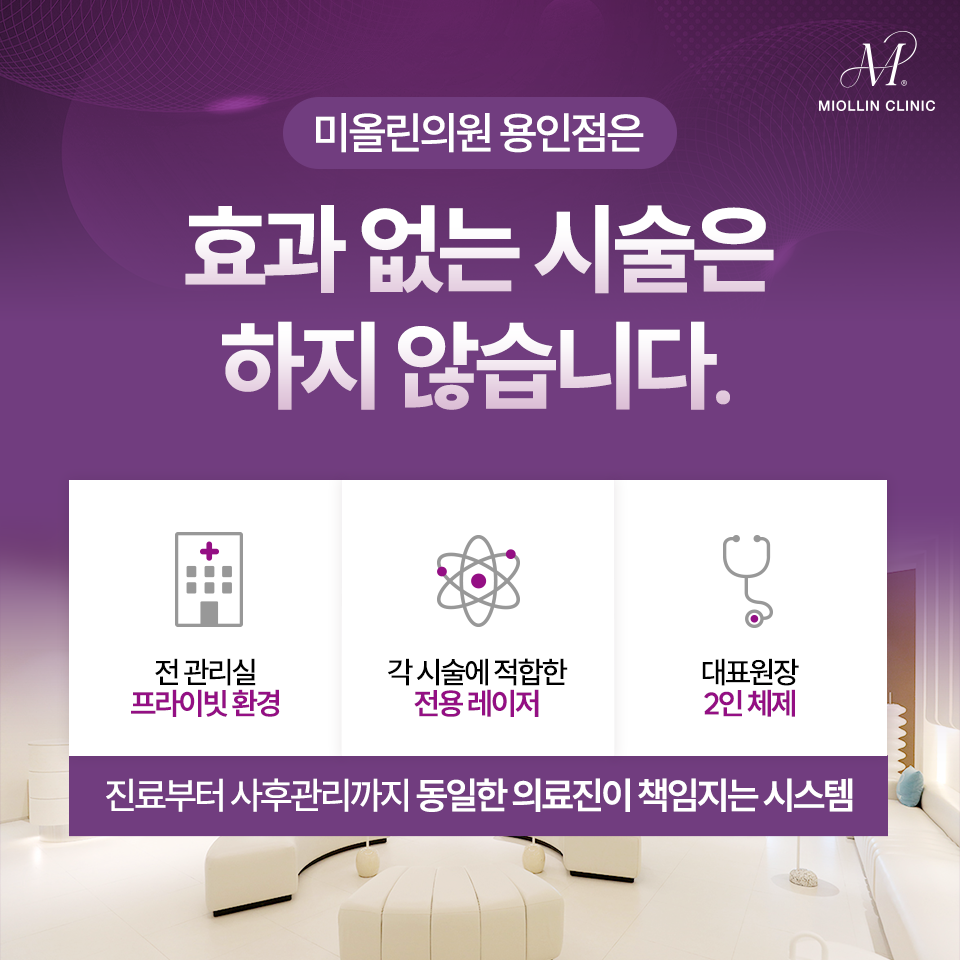 MIOLLIN CLINIC
미올린의원 용인점은
효과 없는 시술은
하지 않습니다.
전 관리실
프라이빗 환경
각 시술에 적합한
전용 레이저
대표원장
2인 체제
진료부터 사후관리까지 동일한 의료진이 책임지는 시스템